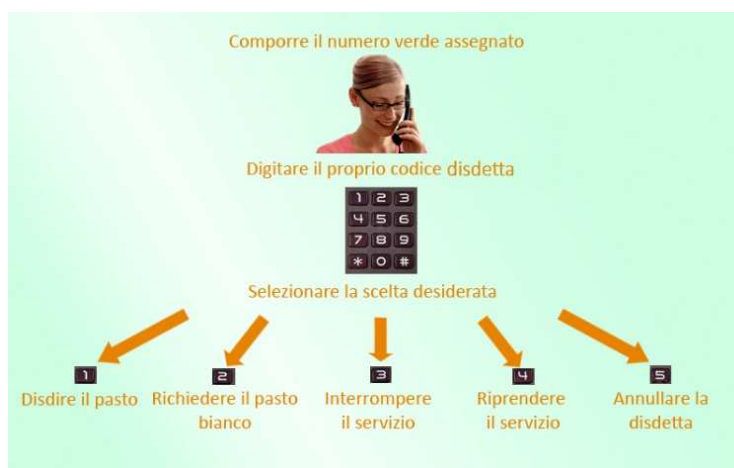 Comporre il numero verde assegnato
Digitare il proprio codice disdetta
1 2 3
4 5 6
7 8 9
* 0 #
Selezionare la scelta desiderata
1
Disdire il pasto
2
Richiedere il pasto
bianco
3
Interrompere
il servizio
4
Riprendere
il servizio
5
Annullare la
disdetta